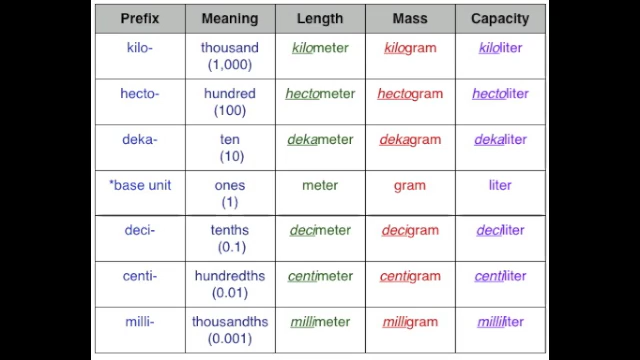 Prefix Meaning Length Mass Capacity
kilo- thousand kilometer kilogram kiloliter
(1,000)
hecto- hundred hectometer hectogram hectoliter
(100)
deka- ten dekameter dekagram dekaliter
(10)
*base unit ones meter gram liter
(1)
deci- tenths decimeter decigram deciliter
(0.1)
centi- hundredths centimeter centigram centiliter
(0.01)
milli- thousandths millimeter milligram milliliter
(0.001)